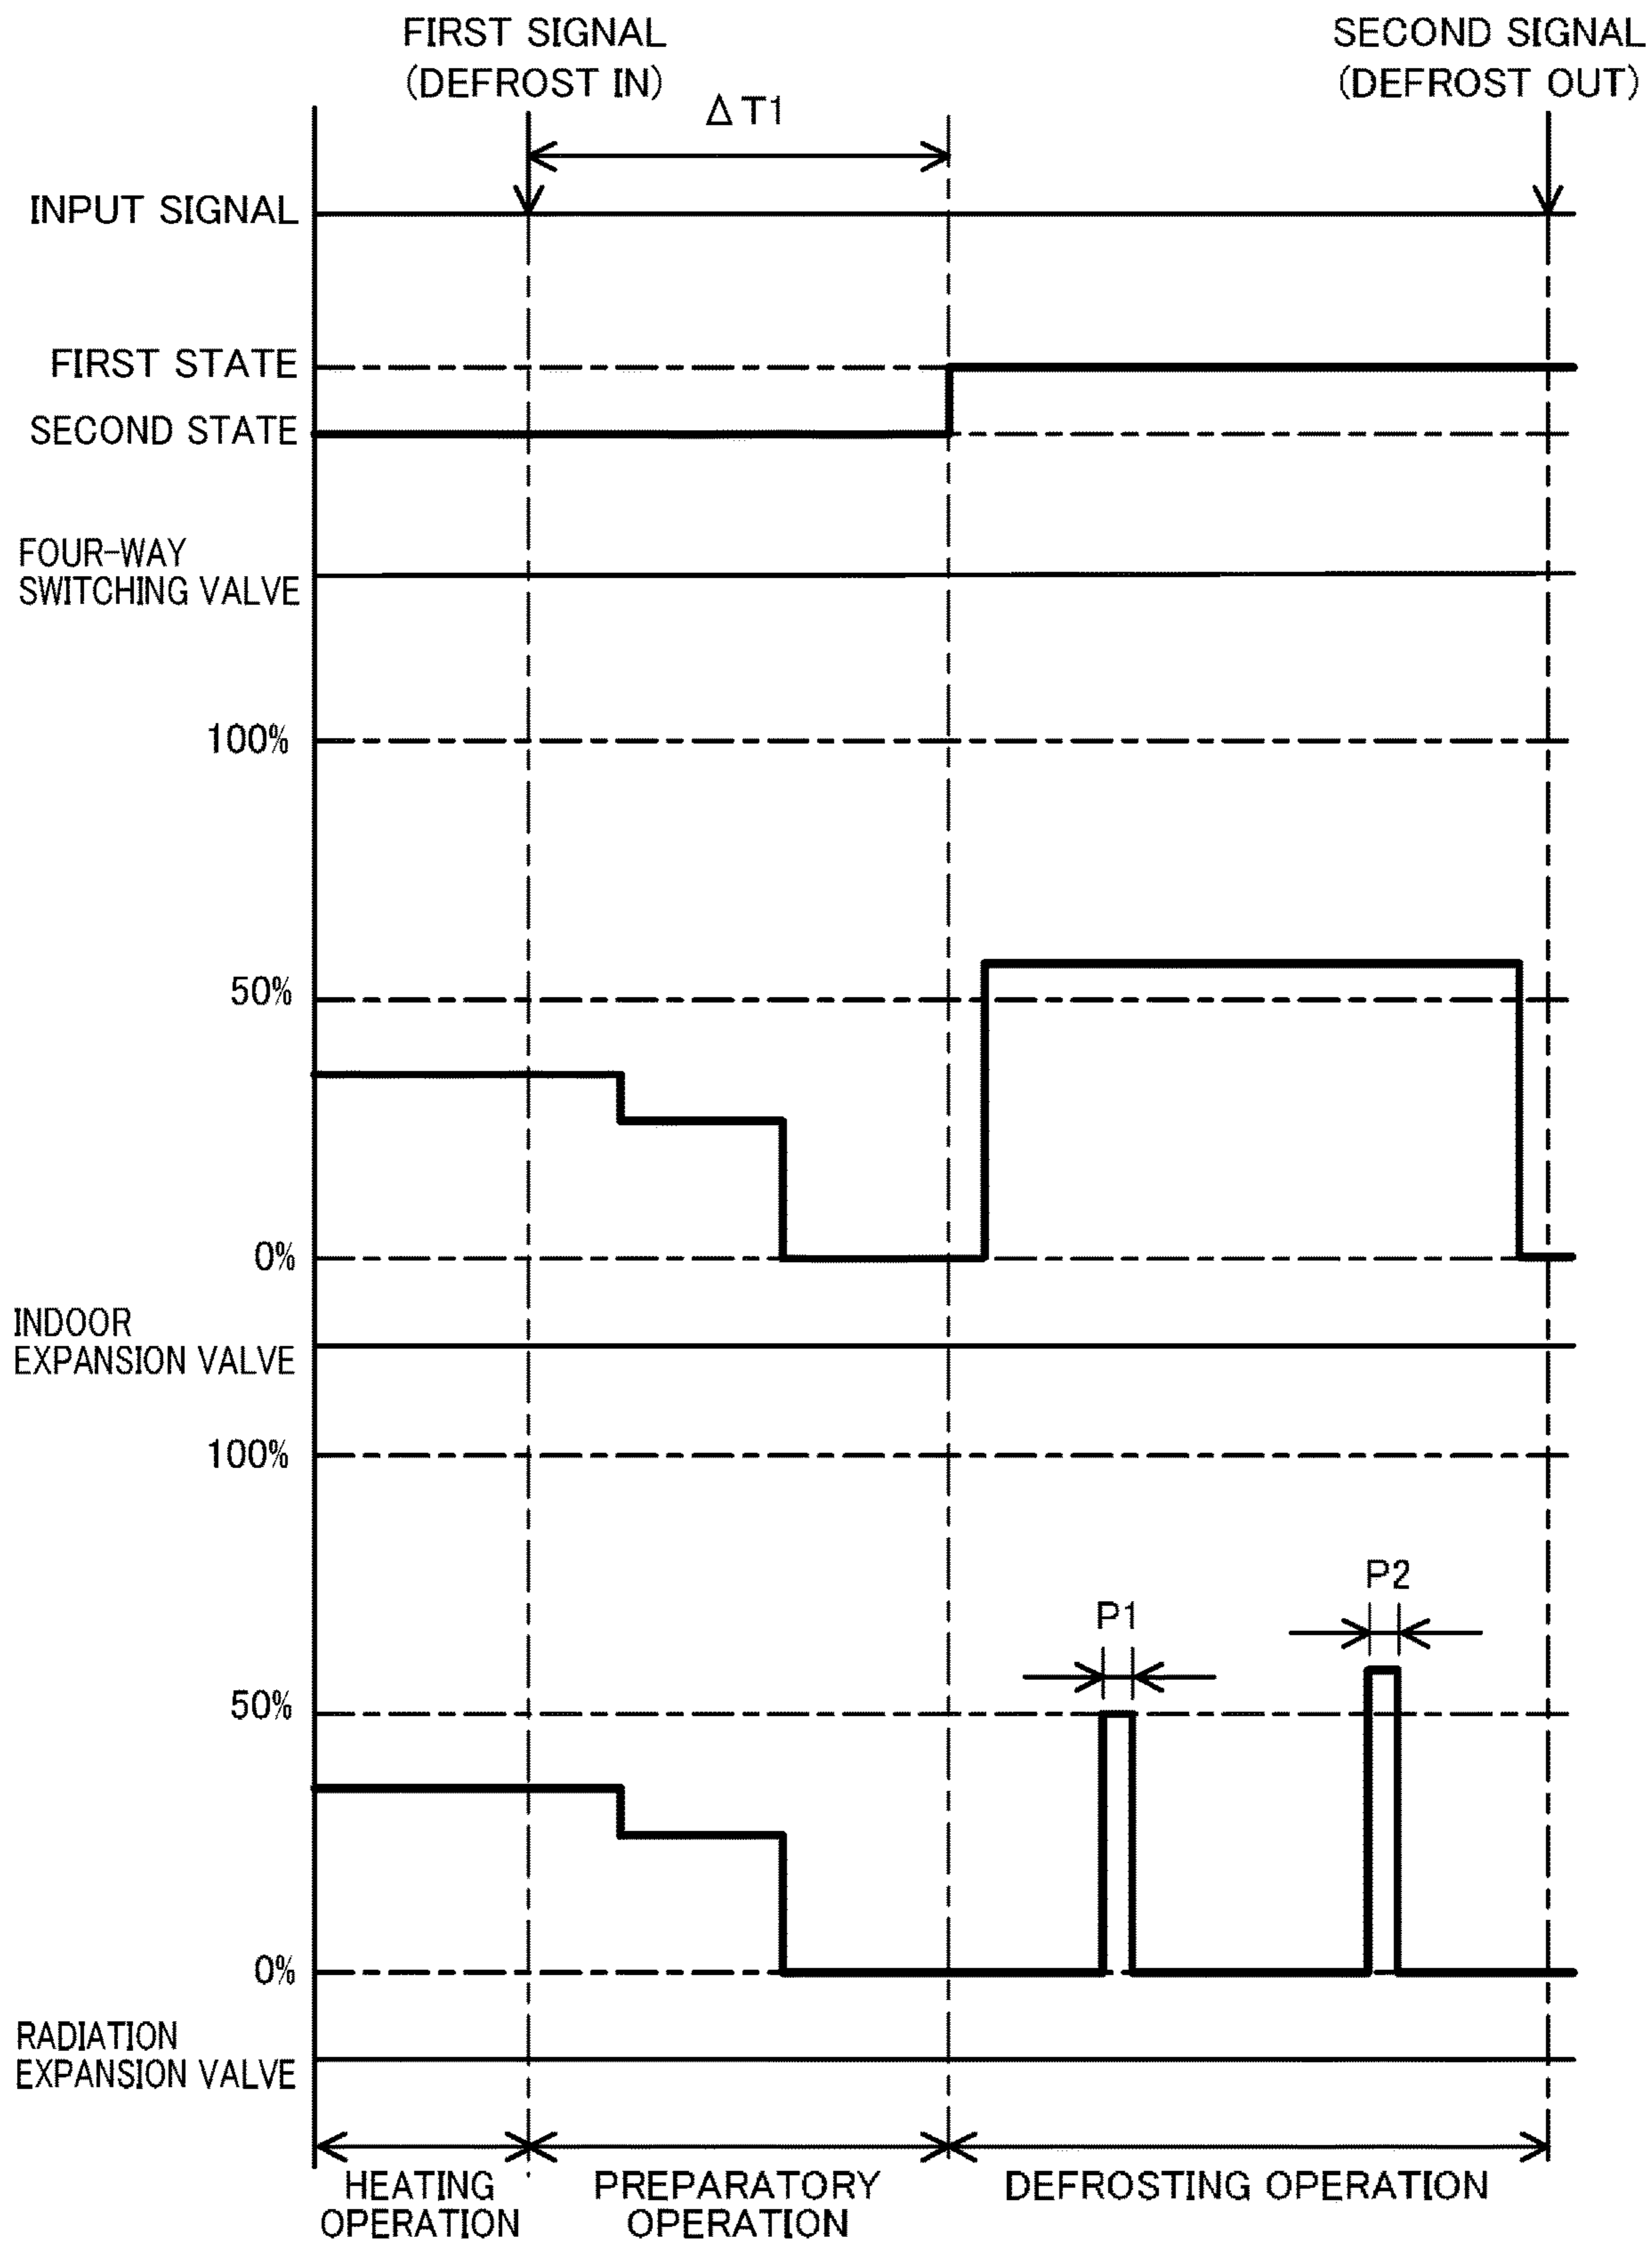 FIRST SIGNAL
(DEFROST IN)
SECOND SIGNAL
(DEFROST OUT)
ΔT1
INPUT SIGNAL
FIRST STATE
SECOND STATE
FOUR-WAY
SWITCHING VALVE
100%
50%
0%
INDOOR
EXPANSION VALVE
100%
P2
P1
50%
0%
RADIATION
EXPANSION VALVE
HEATING
OPERATION
PREPARATORY
OPERATION
DEFROSTING OPERATION